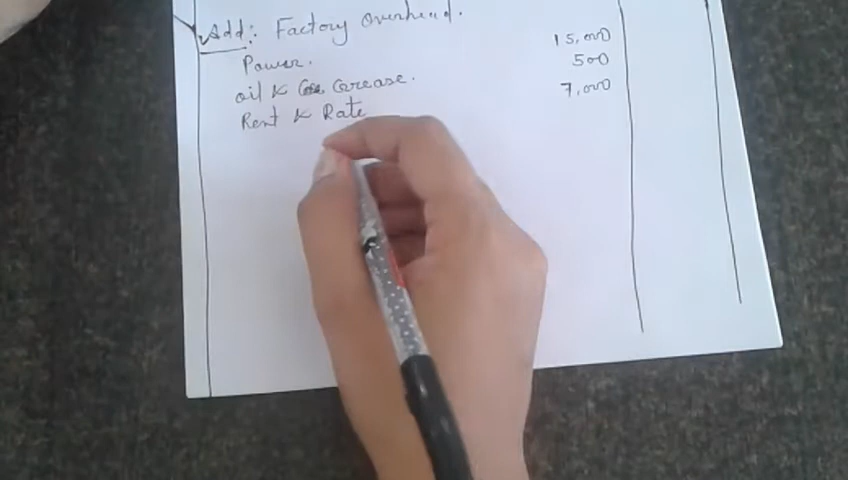 Add: Factory Overhead.
Power. 15,000
oil & Grease. 500
Rent & Rate 7,000